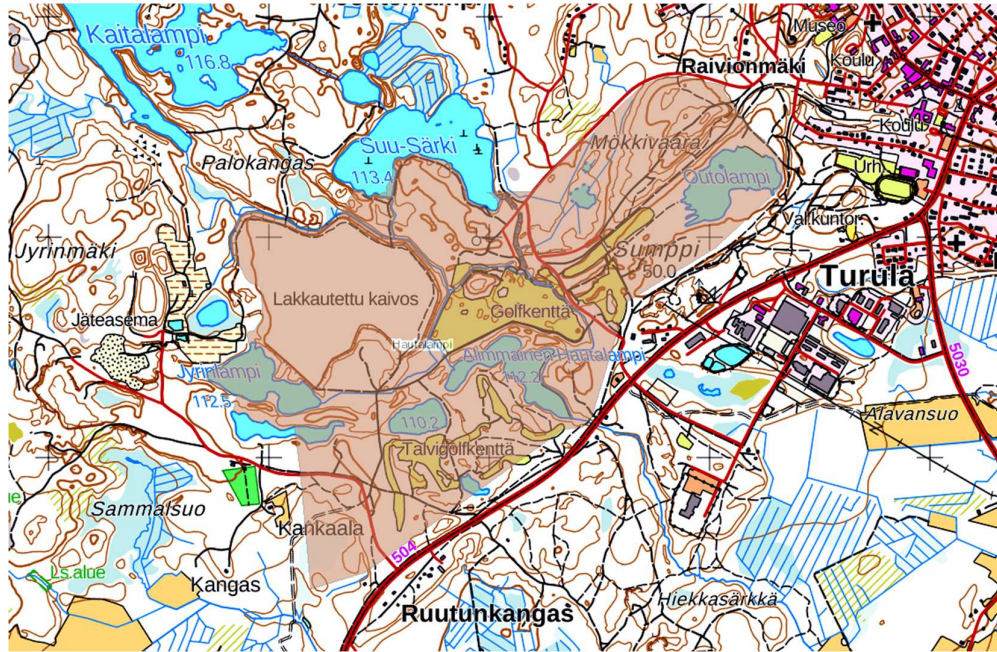 Kaitalampi
116.8
Museo
Koulu
Raivionmäki
Koulu
Suu-Särki
113.4
Palokangas
Mökkivaara
Outolampi
Urh.
Jyrinmäki
Sumppi
50.0
Turula
Lakkautettu kaivos
Golfkenttä
Jäteasema
Hautalampi
Alimmainen Hautalampi
112.2
Jyrinlampi
112.5
5030
110.2
Talvigolfkenttä
Alavansuo
Sammalsuo
Kankaala
504
Ls.alue
Kangas
Ruutunkangas
Hiekkasärkkä